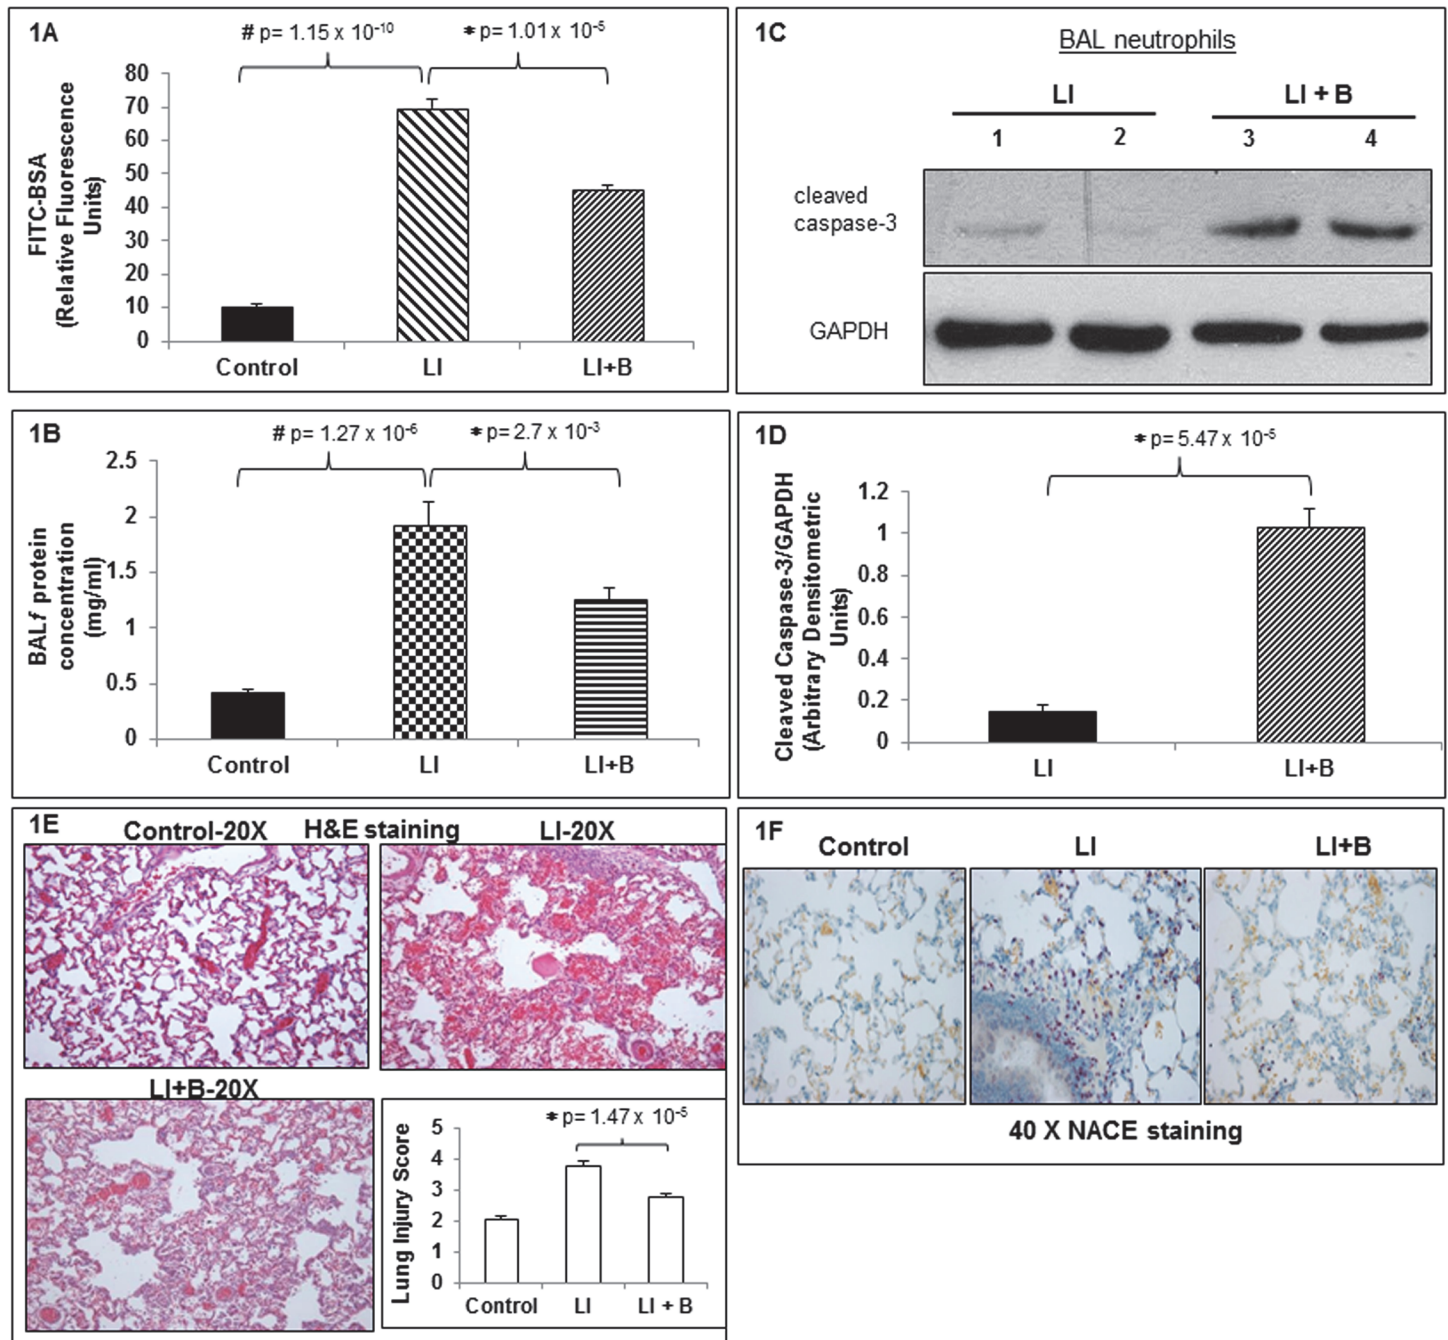 1A
# p= 1.15 x 10-10
* p= 1.01 x 10-5
FITC-BSA
(Relative Fluorescence
Units)
80
70
60
50
40
30
20
10
0
Control
LI
LI+B
1C
BAL neutrophils
LI
LI + B
1
2
3
4
cleaved
caspase-3
GAPDH
1B
# p= 1.27 x 10-6
* p= 2.7 x 10-3
BALf protein
concentration
(mg/ml)
2.5
2
1.5
1
0.5
0
Control
LI
LI+B
1D
* p= 5.47 x 10-5
Cleaved Caspase-3/GAPDH
(Arbitrary Densitometric
Units)
1.2
1
0.8
0.6
0.4
0.2
0
LI
LI+B
1E
Control-20X
H&E staining
LI-20X
LI+B-20X
* p= 1.47 x 10-5
Lung Injury Score
5
4
3
2
1
0
Control
LI
LI + B
1F
Control
LI
LI+B
40 X NACE staining